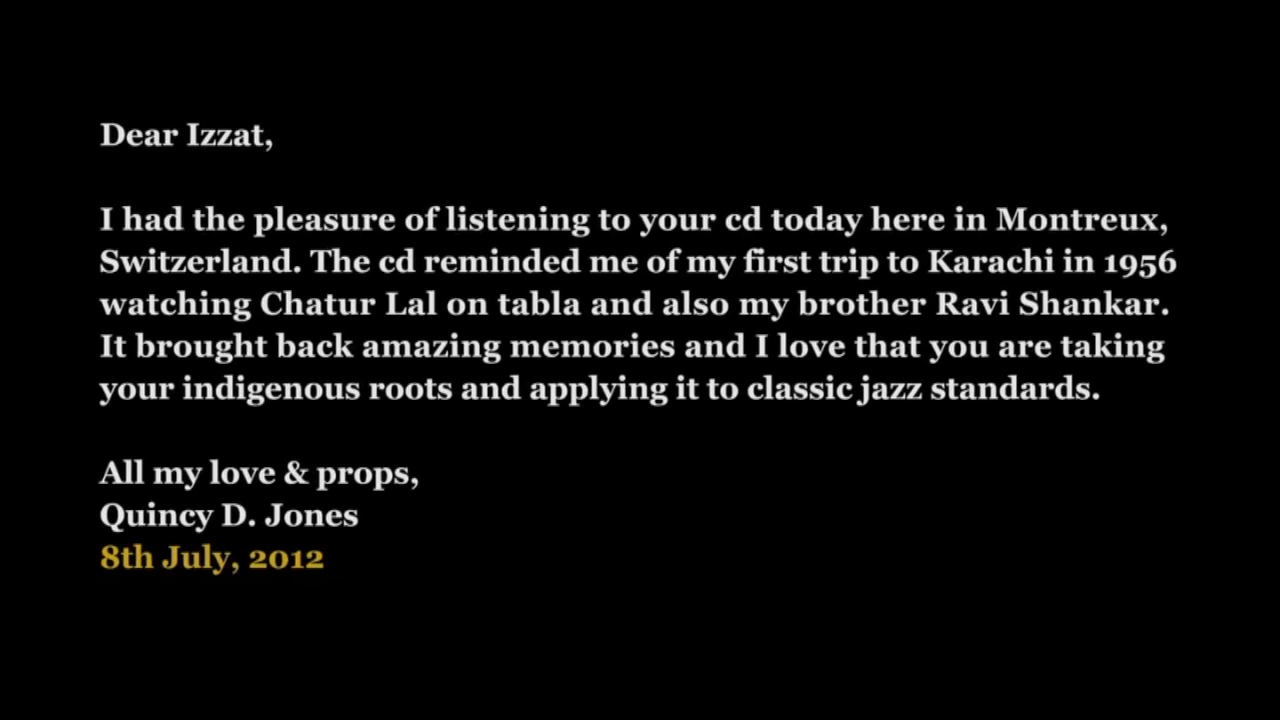 Dear Izzat,
I had the pleasure of listening to your cd today here in Montreux,
Switzerland. The cd reminded me of my first trip to Karachi in 1956
watching Chatur Lal on tabla and also my brother Ravi Shankar.
It brought back amazing memories and I love that you are taking
your indigenous roots and applying it to classic jazz standards.
All my love & props,
Quincy D. Jones
8th July, 2012